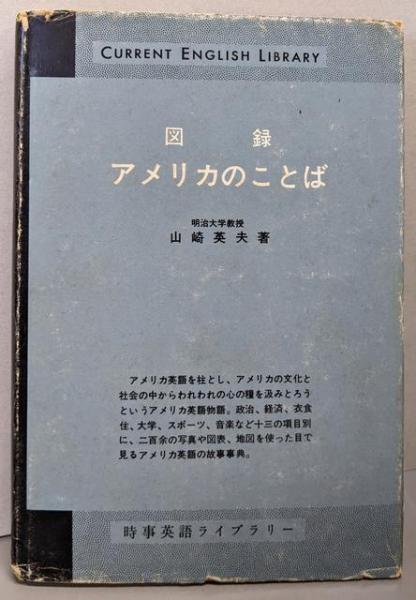 CURRENT ENGLISH LIBRARY
図録
アメリカのことば
明治大学教授
山崎英夫著
アメリカ英語を柱とし、アメリカの文化と
社会の中からわれわれの心の糧を汲みとろう
というアメリカ英語物語。政治、経済、衣食
住、大学、スポーツ、音楽など十三の項目別
に、二百余の写真や図表、地図を使った目で
見るアメリカ英語の故事事典。
時事英語ライブラリー